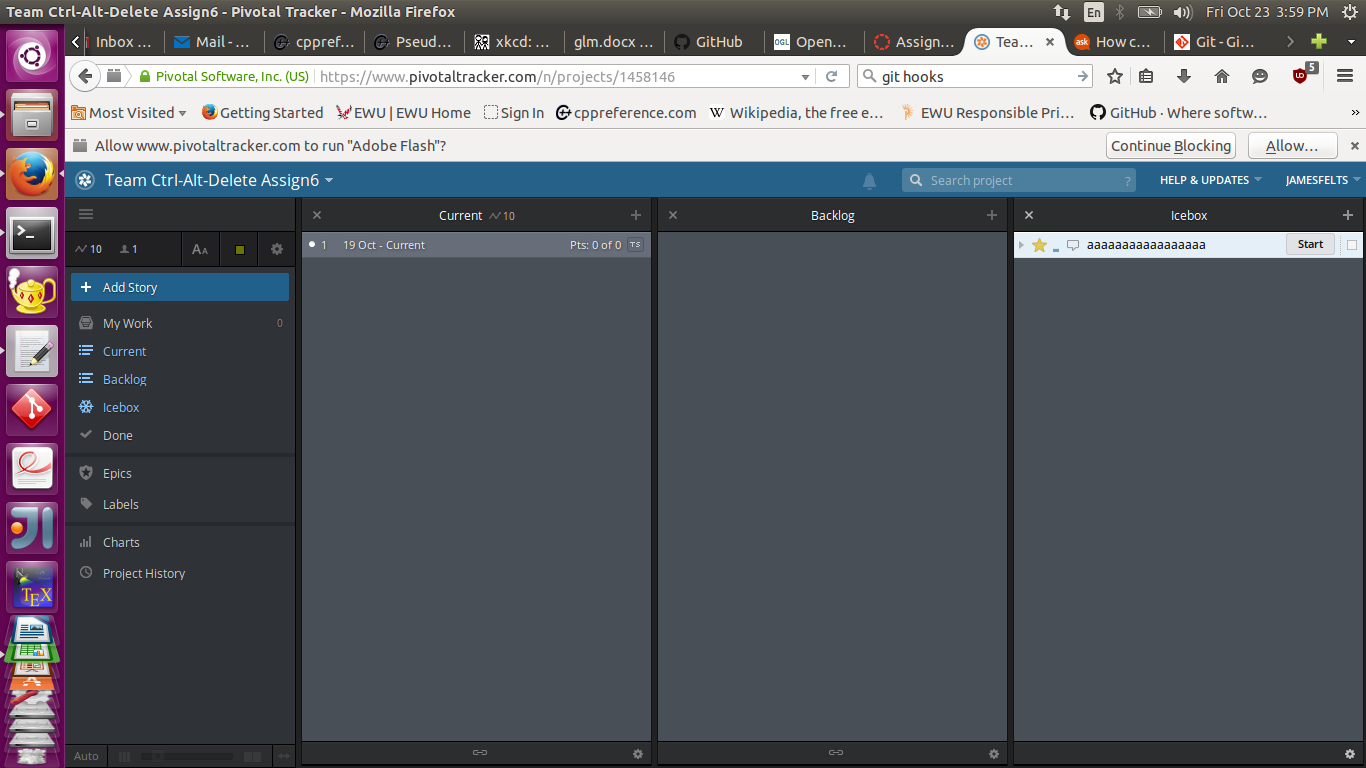 Team Ctrl-Alt-Delete Assign6 - Pivotal Tracker - Mozilla Firefox
En
Fri Oct 23 3:59 PM
Inbox ...
Mail - ...
cppref...
Pseud...
xkcd: ...
glm.docx ...
GitHub
OGL
Open...
Assign...
Tea...
ask
How c...
Git - Gi...
Pivotal Software, Inc. (US)
https://www.pivotaltracker.com/n/projects/1458146
git hooks
5
Most Visited
Getting Started
EWU | EWU Home
Sign In
cppreference.com
W
Wikipedia, the free e...
EWU Responsible Pri...
GitHub · Where softw...
»
Allow www.pivotaltracker.com to run "Adobe Flash"?
Continue Blocking
Allow...
Team Ctrl-Alt-Delete Assign6
Search project
?
HELP & UPDATES
JAMESFELTS
Current
10
Backlog
Icebox
10
1
AA
1
19 Oct - Current
Pts: 0 of 0
TS
aaaaaaaaaaaaaaaaa
Start
Add Story
My Work
0
Current
Backlog
Icebox
Done
Epics
Labels
Charts
Project History
TEX
Auto